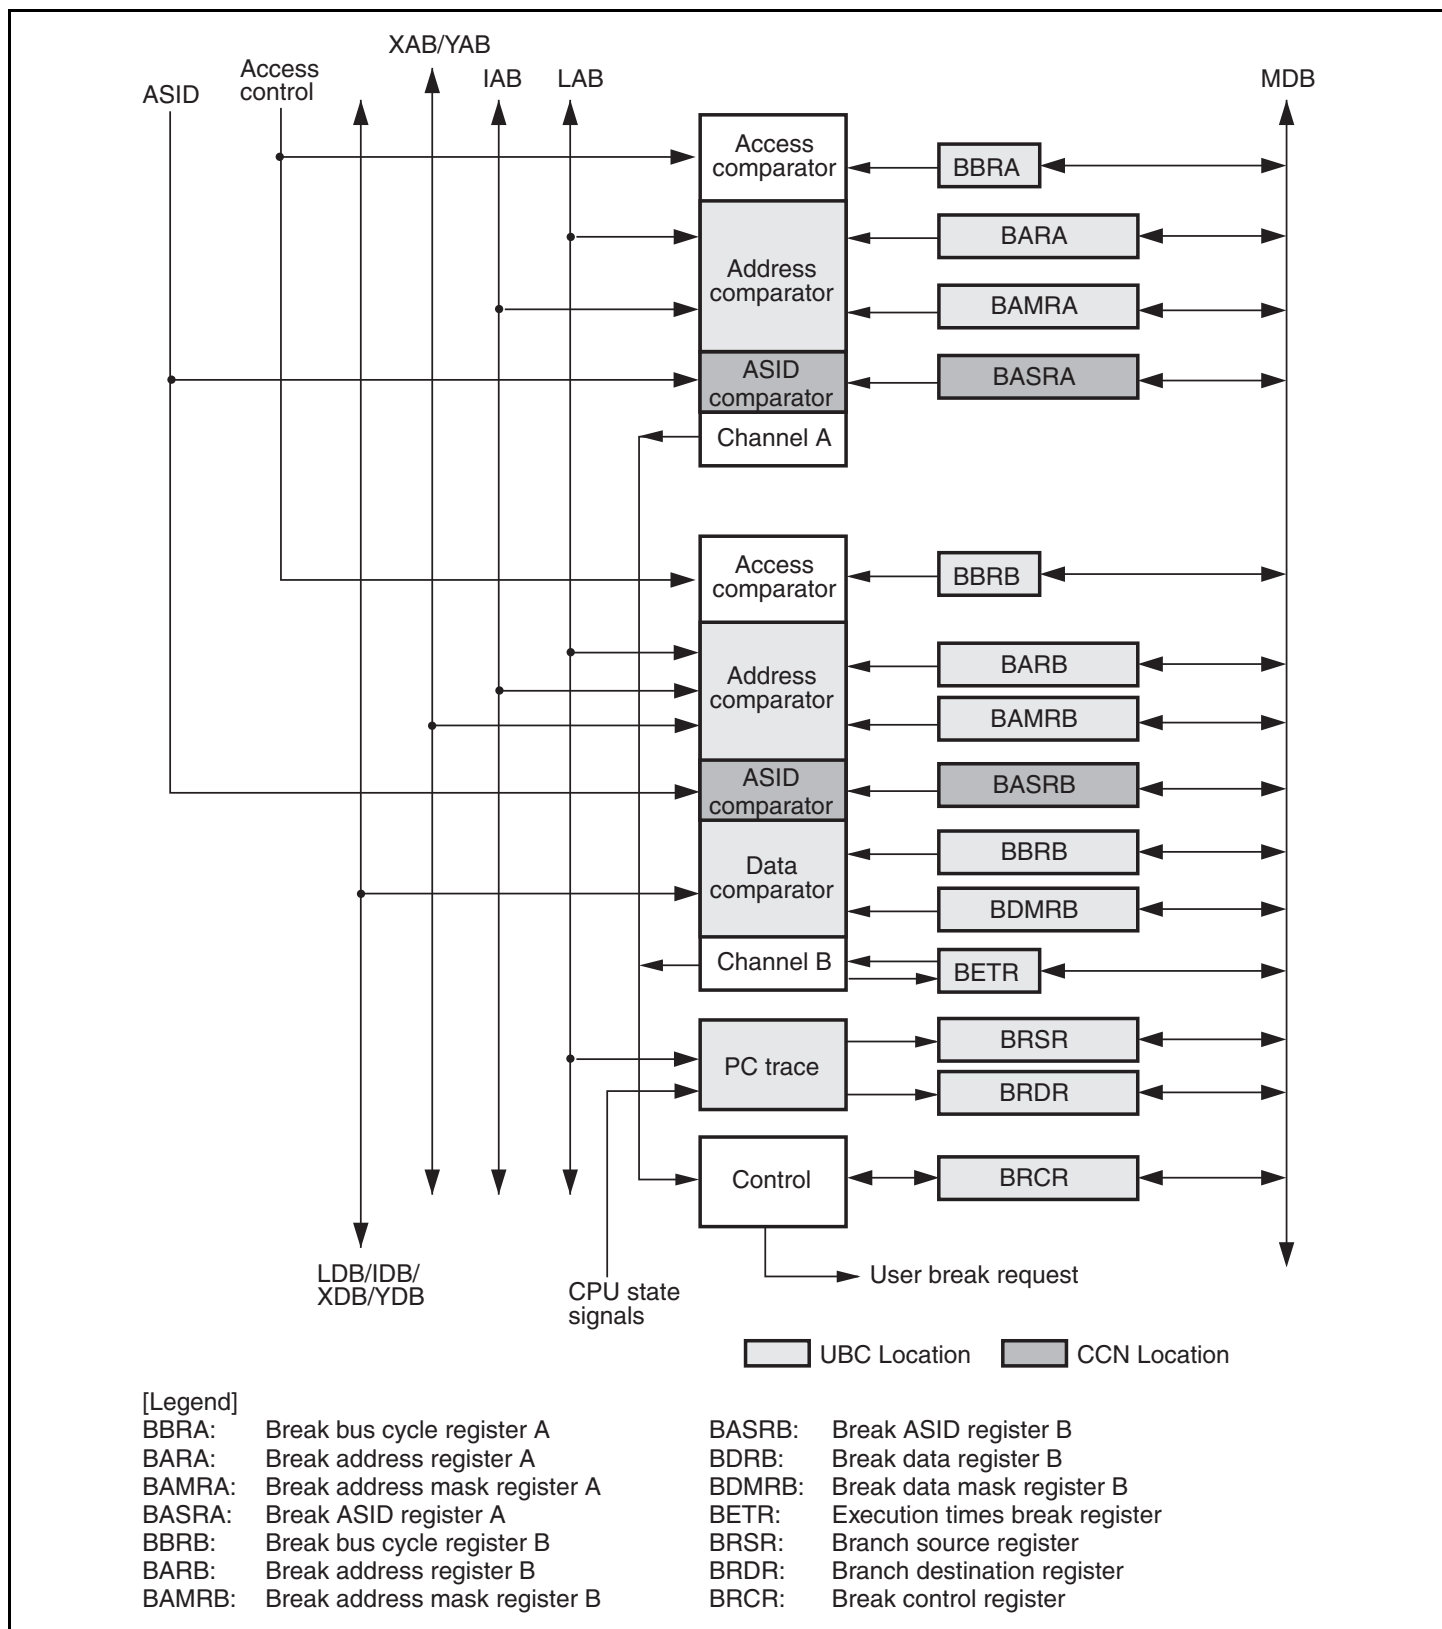 XAB/YAB
Access
control
ASID
IAB
LAB
MDB
Access
comparator
BBRA
BARA
Address
comparator
BAMRA
ASID
comparator
BASRA
Channel A
Access
comparator
BBRB
Address
comparator
BARB
BAMRB
ASID
comparator
BASRB
Data
comparator
BBRB
BDMRB
Channel B
BETR
PC trace
BRSR
BRDR
Control
BRCR
LDB/IDB/
XDB/YDB
CPU state
signals
User break request
UBC Location
CCN Location
[Legend]
BBRA: Break bus cycle register A
BARA: Break address register A
BAMRA: Break address mask register A
BASRA: Break ASID register A
BBRB: Break bus cycle register B
BARB: Break address register B
BAMRB: Break address mask register B
BASRB: Break ASID register B
BDRB: Break data register B
BDMRB: Break data mask register B
BETR: Execution times break register
BRSR: Branch source register
BRDR: Branch destination register
BRCR: Break control register